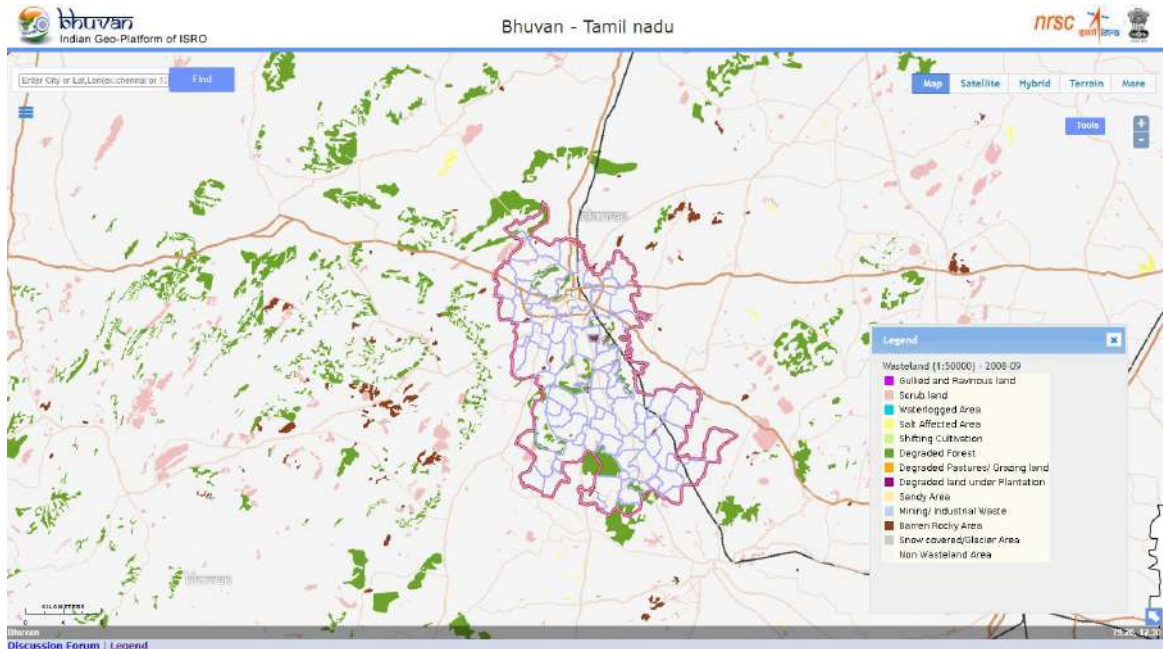 bhuvan
Indian Geo-Platform of ISRO
Bhuvan - Tamil nadu
nrsc
इसरो isro
Find
Map Satellite Hybrid Terrain More
Tools
+
-
Legend
x
Wasteland (1:50000) - 2008-09
Gullied and Ravinous land
Scrub land
Waterlogged Area
Salt Affected Area
Shifting Cultivation
Degraded Forest
Degraded Pastures/ Grazing land
Degraded land under Plantation
Sandy Area
Mining/ Industrial Waste
Barren Rocky Area
Snow covered/Glacier Area
Non Wasteland Area
bhuvan
KILOMETERS
Bhuvan
Discussion Forum | Legend